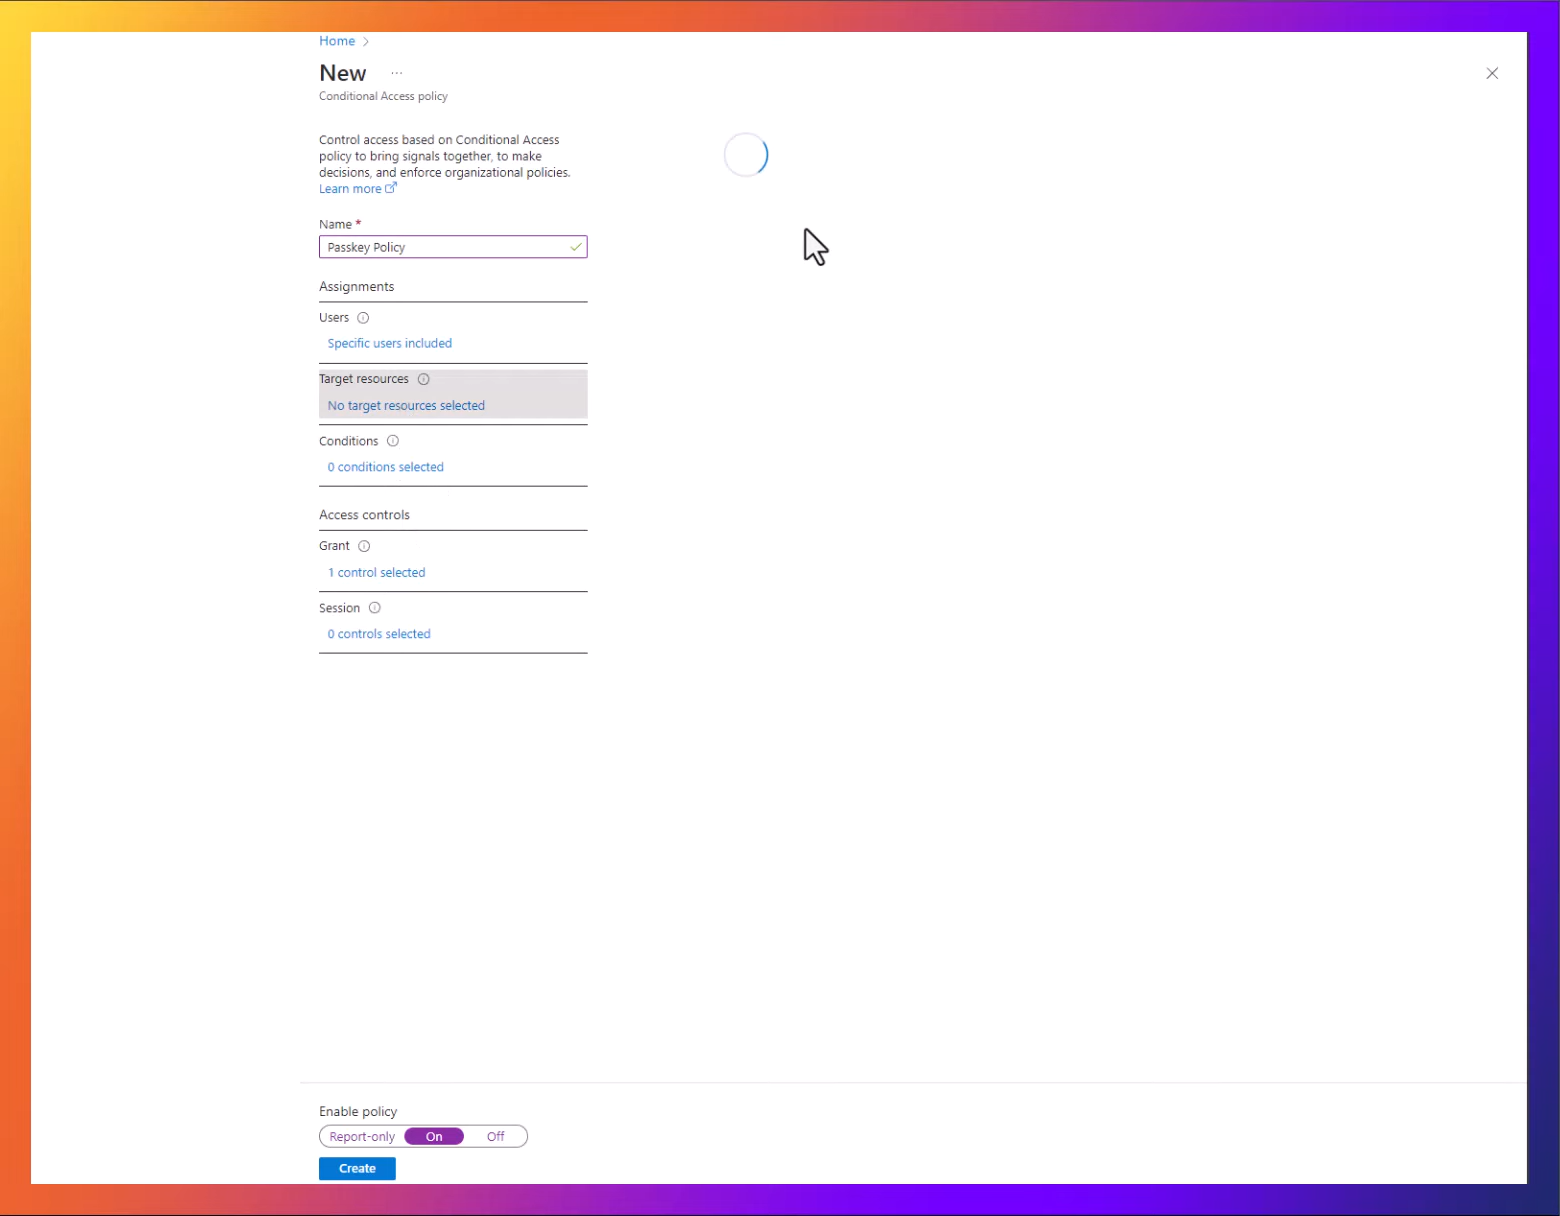 Home >
New ...
Conditional Access policy
Control access based on Conditional Access
policy to bring signals together, to make
decisions, and enforce organizational policies.
Learn more
Name *
Passkey Policy
Assignments
Users
Specific users included
Target resources
No target resources selected
Conditions
0 conditions selected
Access controls
Grant
1 control selected
Session
0 controls selected
Enable policy
Report-only On Off
Create